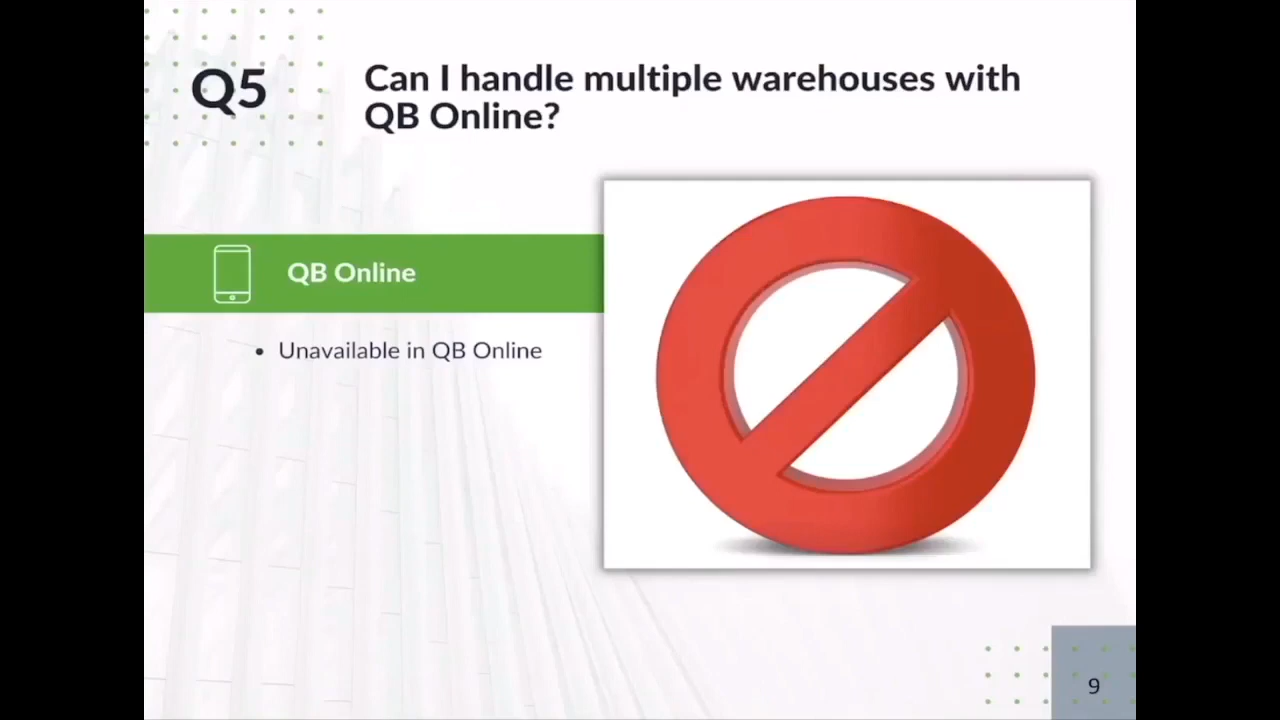 Q5
Can I handle multiple warehouses with
QB Online?
QB Online
• Unavailable in QB Online
9